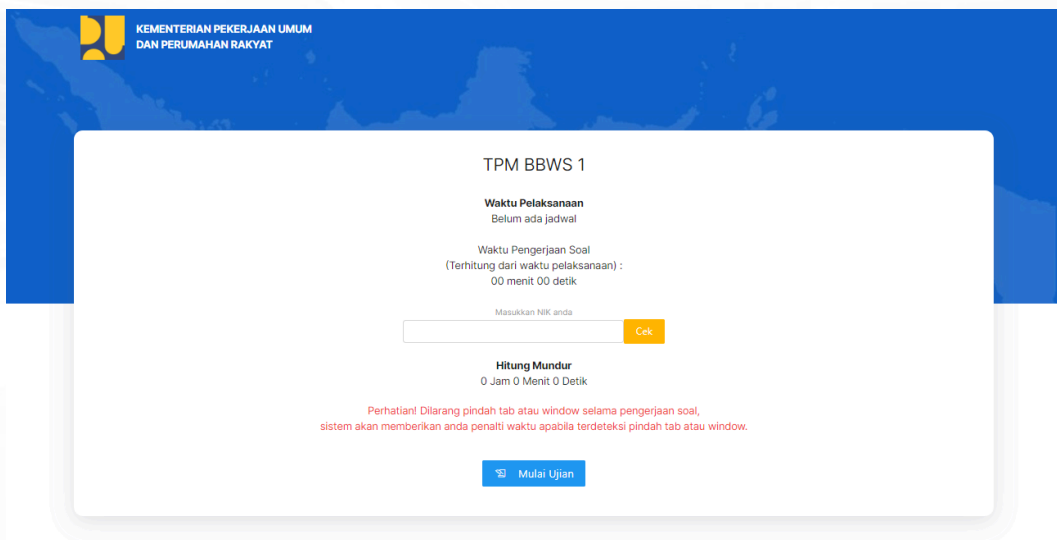 KEMENTERIAN PEKERJAAN UMUM
DAN PERUMAHAN RAKYAT
TPM BBWS 1
Waktu Pelaksanaan
Belum ada jadwal
Waktu Pengerjaan Soal
(Terhitung dari waktu pelaksanaan) :
00 menit 00 detik
Masukkan NIK anda
Cek
Hitung Mundur
0 Jam 0 Menit 0 Detik
Perhatian! Dilarang pindah tab atau window selama pengerjaan soal,
sistem akan memberikan anda penalti waktu apabila terdeteksi pindah tab atau window.
Mulai Ujian